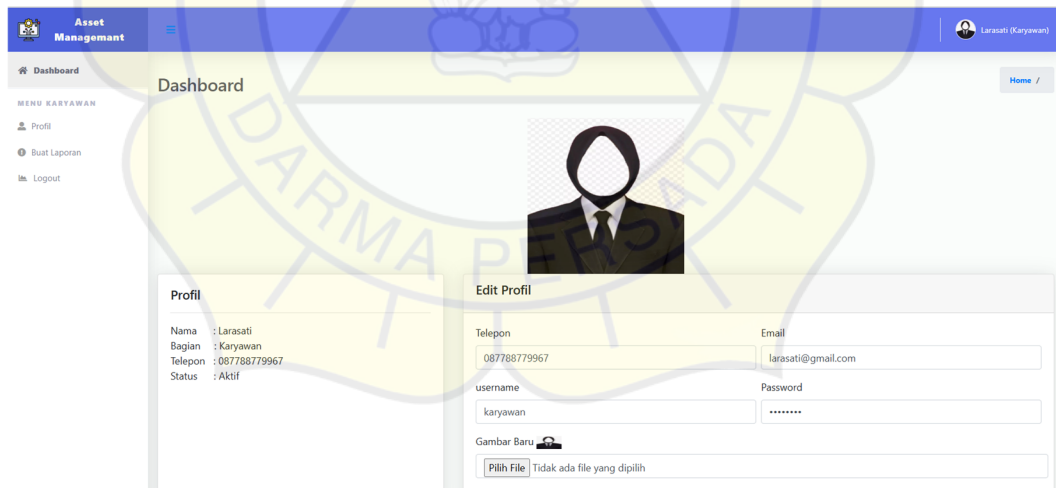 Asset
Managemant
Larasati (Karyawan)
Dashboard
MENU KARYAWAN
Profil
Buat Laporan
Logout
Dashboard
Home /
DARMA PERSADA
Profil
Nama : Larasati
Bagian : Karyawan
Telepon : 087788779967
Status : Aktif
Edit Profil
Telepon
Email
087788779967
larasati@gmail.com
username
Password
karyawan
••••••••
Gambar Baru
Pilih File Tidak ada file yang dipilih